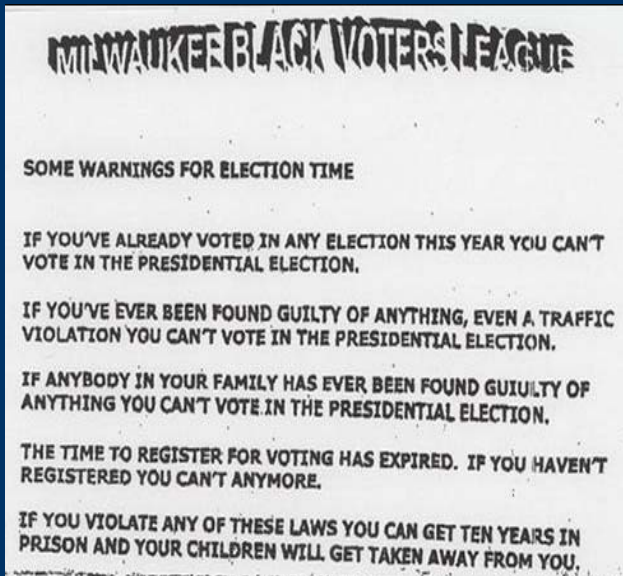 MILWAUKEE BLACK VOTERS LEAGUE
SOME WARNINGS FOR ELECTION TIME
IF YOU'VE ALREADY VOTED IN ANY ELECTION THIS YEAR YOU CAN'T
VOTE IN THE PRESIDENTIAL ELECTION.
IF YOU'VE EVER BEEN FOUND GUILTY OF ANYTHING, EVEN A TRAFFIC
VIOLATION YOU CAN'T VOTE IN THE PRESIDENTIAL ELECTION.
IF ANYBODY IN YOUR FAMILY HAS EVER BEEN FOUND GUIULTY OF
ANYTHING YOU CAN'T VOTE IN THE PRESIDENTIAL ELECTION.
THE TIME TO REGISTER FOR VOTING HAS EXPIRED. IF YOU HAVEN'T
REGISTERED YOU CAN'T ANYMORE.
IF YOU VIOLATE ANY OF THESE LAWS YOU CAN GET TEN YEARS IN
PRISON AND YOUR CHILDREN WILL GET TAKEN AWAY FROM YOU.